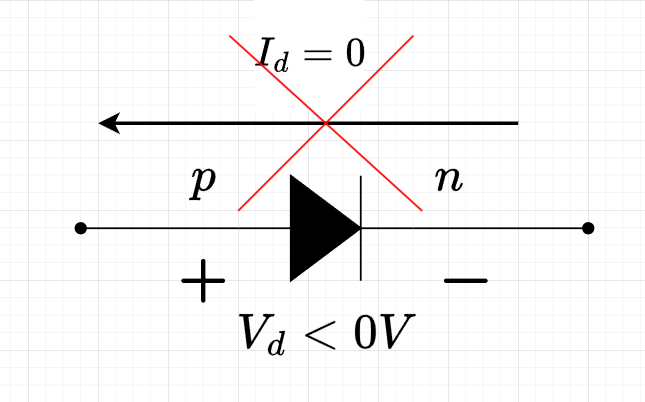 I_d = 0
p n
+ −
V_d < 0V